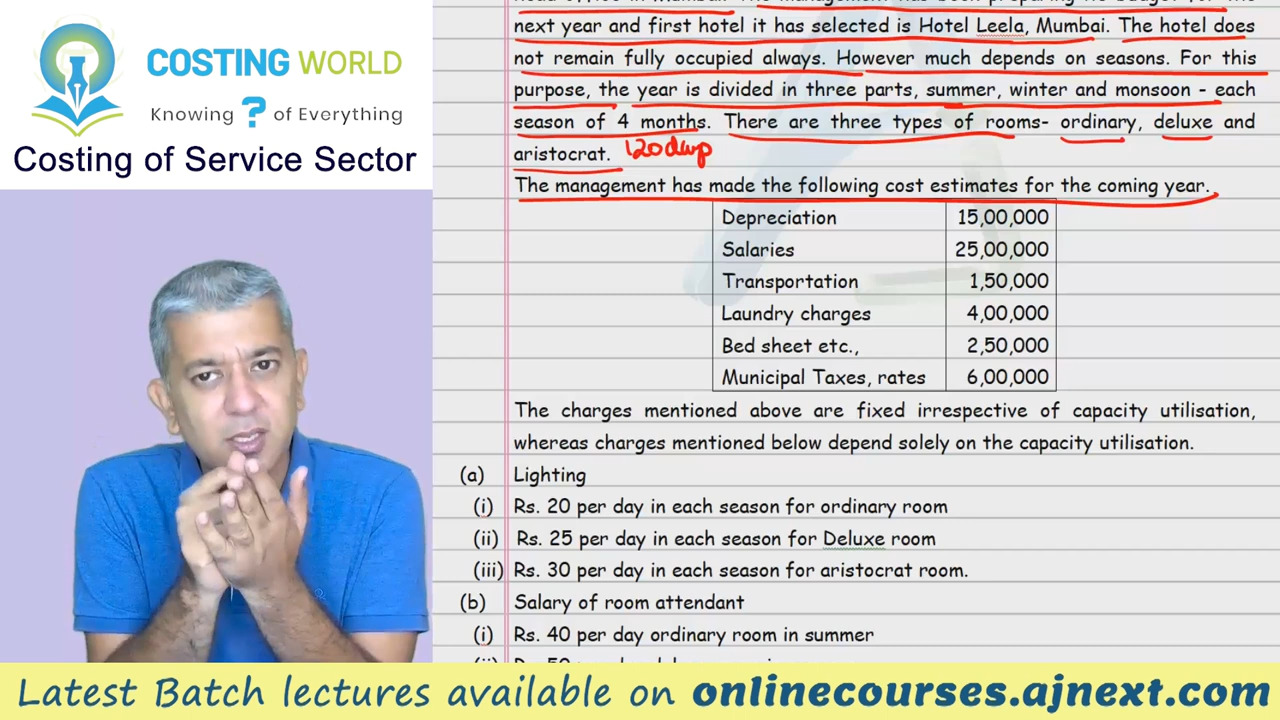 COSTING WORLD
Knowing ? of Everything
Costing of Service Sector
next year and first hotel it has selected is Hotel Leela, Mumbai. The hotel does
not remain fully occupied always. However much depends on seasons. For this
purpose, the year is divided in three parts, summer, winter and monsoon - each
season of 4 months. There are three types of rooms- ordinary, deluxe and
aristocrat. 120 days
The management has made the following cost estimates for the coming year.
Depreciation 15,00,000
Salaries 25,00,000
Transportation 1,50,000
Laundry charges 4,00,000
Bed sheet etc., 2,50,000
Municipal Taxes, rates 6,00,000
The charges mentioned above are fixed irrespective of capacity utilisation,
whereas charges mentioned below depend solely on the capacity utilisation.
(a) Lighting
(i) Rs. 20 per day in each season for ordinary room
(ii) Rs. 25 per day in each season for Deluxe room
(iii) Rs. 30 per day in each season for aristocrat room.
(b) Salary of room attendant
(i) Rs. 40 per day ordinary room in summer
Latest Batch lectures available on onlinecourses.ajnext.com